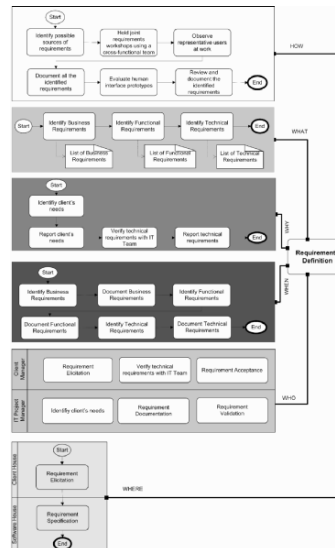 Start
Identify possible
sources of
requirements
Hold joint
requirements
workshops using a
cross-functional team
Observe
representative users
at work
Document all the
identified
requirements
Evaluate human
interface prototypes
Review and
document the
identified
requirements
End
HOW
Start
Identify Business
Requirements
Identify Functional
Requirements
Identify Technical
Requirements
End
List of Business
Requirements
List of Functional
Requirements
List of Technical
Requirements
WHAT
Start
Identify client's
needs
Report client's
needs
Verify technical
requirements with IT
Team
Report technical
requirements
End
WHY
Requirement
Definition
Start
Identify Business
Requirements
Document Business
Requirements
Identify Functional
Requirements
Document Functional
Requirements
Identify Technical
Requirements
Document Technical
Requirements
End
WHEN
Client
Manager
Requirement
Elicitation
Verify technical
requirements with IT Team
Requirement Acceptance
IT Project
Manager
Identify client's needs
Requirement
Documentation
Requirement
Validation
WHO
Client House
Start
Requirement
Elicitation
WHERE
Software House
Requirement
Specification
End